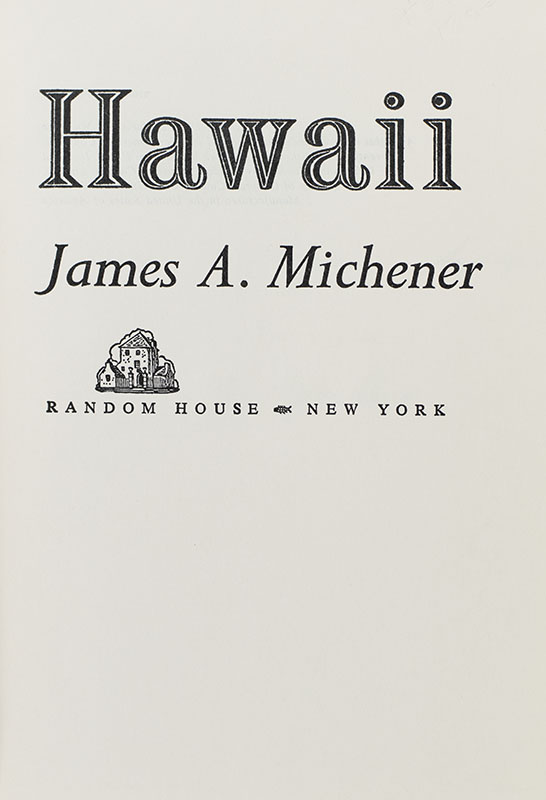 Hawaii
James A. Michener
RANDOM HOUSE NEW YORK